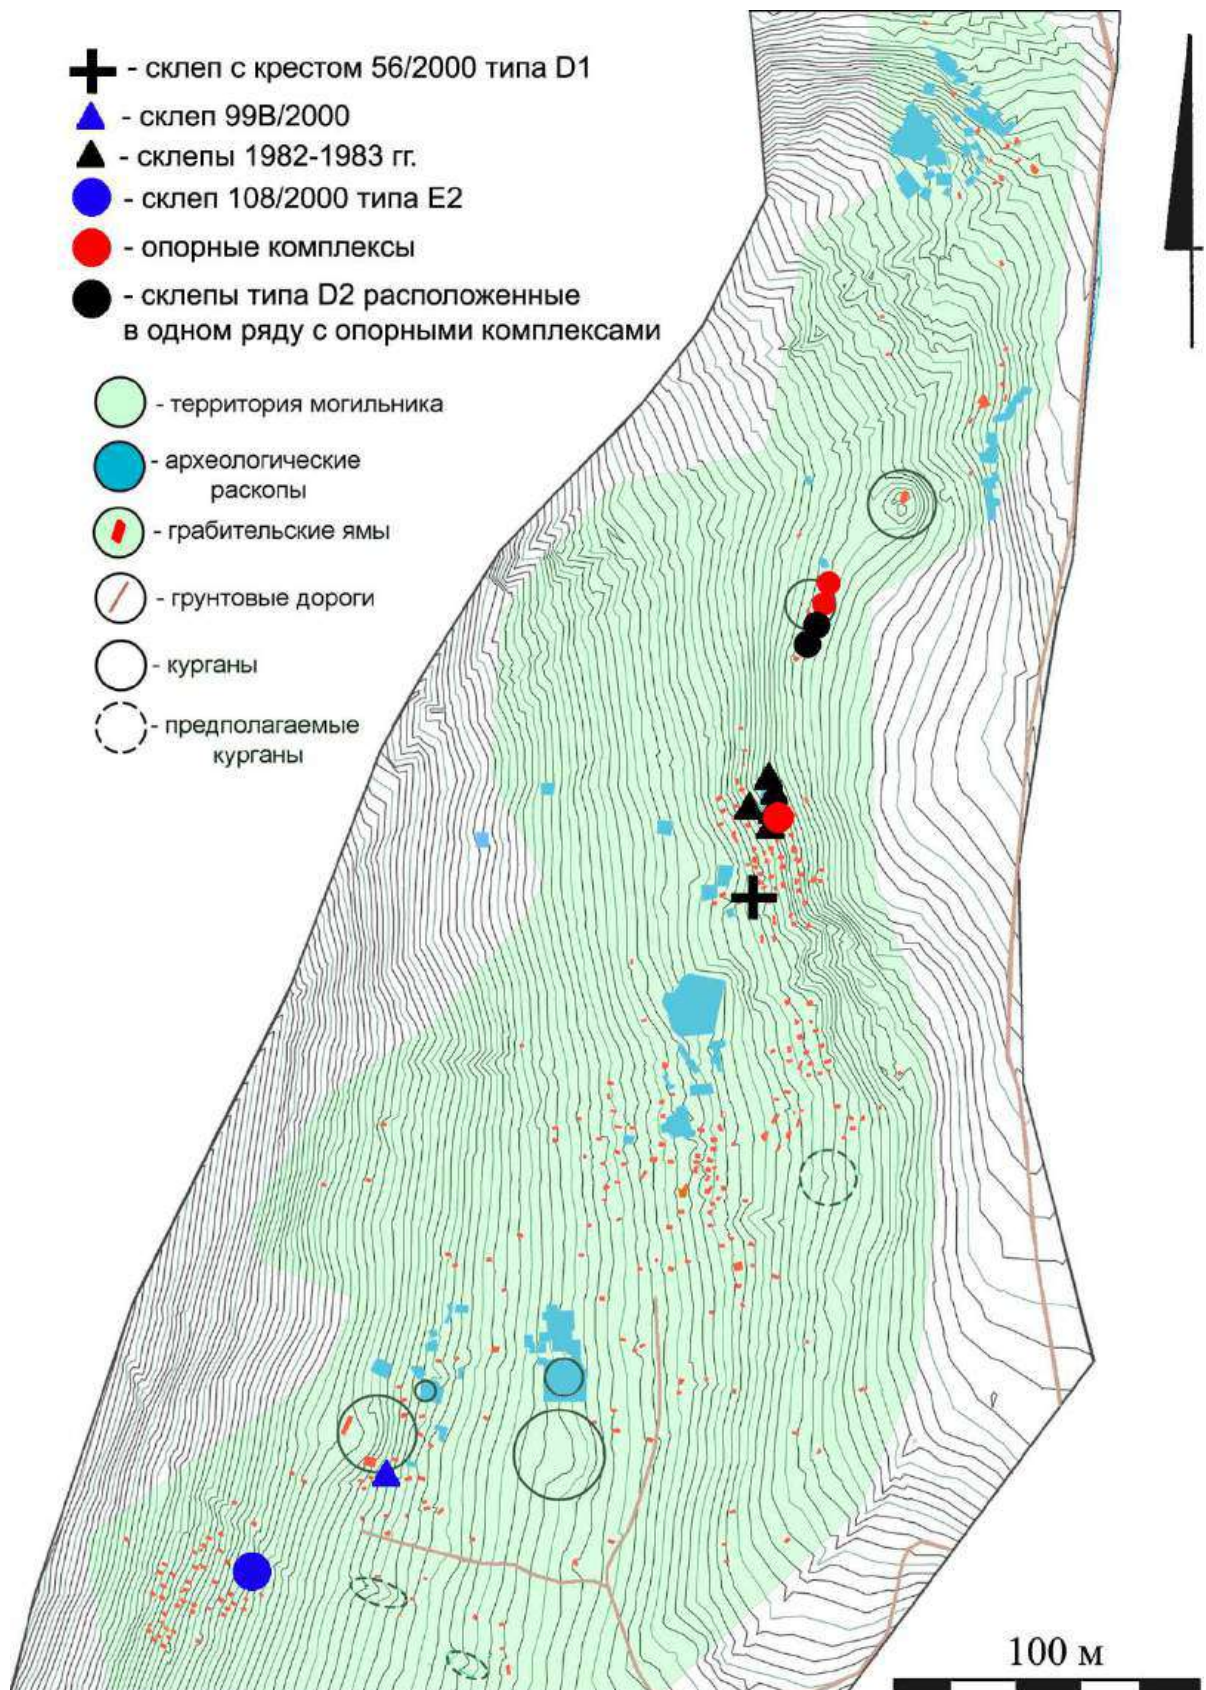 - склеп с крестом 56/2000 типа D1
- склеп 99В/2000
- склепы 1982-1983 гг.
- склеп 108/2000 типа Е2
- опорные комплексы
- склепы типа D2 расположенные
в одном ряду с опорными комплексами
- территория могильника
- археологические
раскопы
- грабительские ямы
- грунтовые дороги
- курганы
- предполагаемые
курганы
100 м